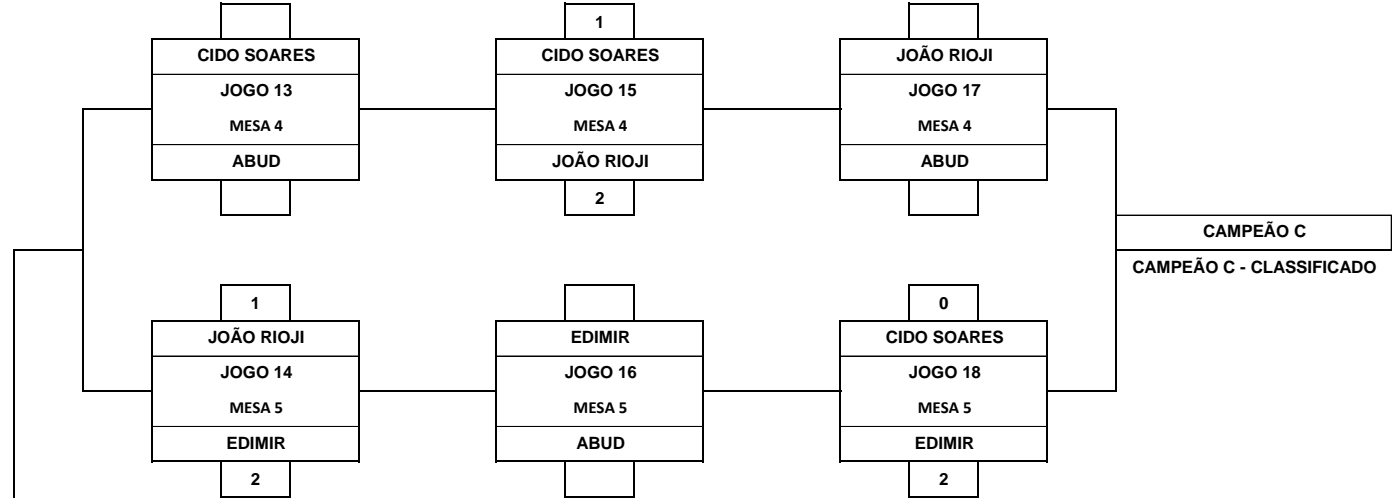 CIDO SOARES
JOGO 13
MESA 4
ABUD
1
CIDO SOARES
JOGO 15
MESA 4
JOÃO RIOJI
2
JOÃO RIOJI
JOGO 17
MESA 4
ABUD
CAMPEÃO C
CAMPEÃO C - CLASSIFICADO
1
JOÃO RIOJI
JOGO 14
MESA 5
EDIMIR
2
EDIMIR
JOGO 16
MESA 5
ABUD
0
CIDO SOARES
JOGO 18
MESA 5
EDIMIR
2